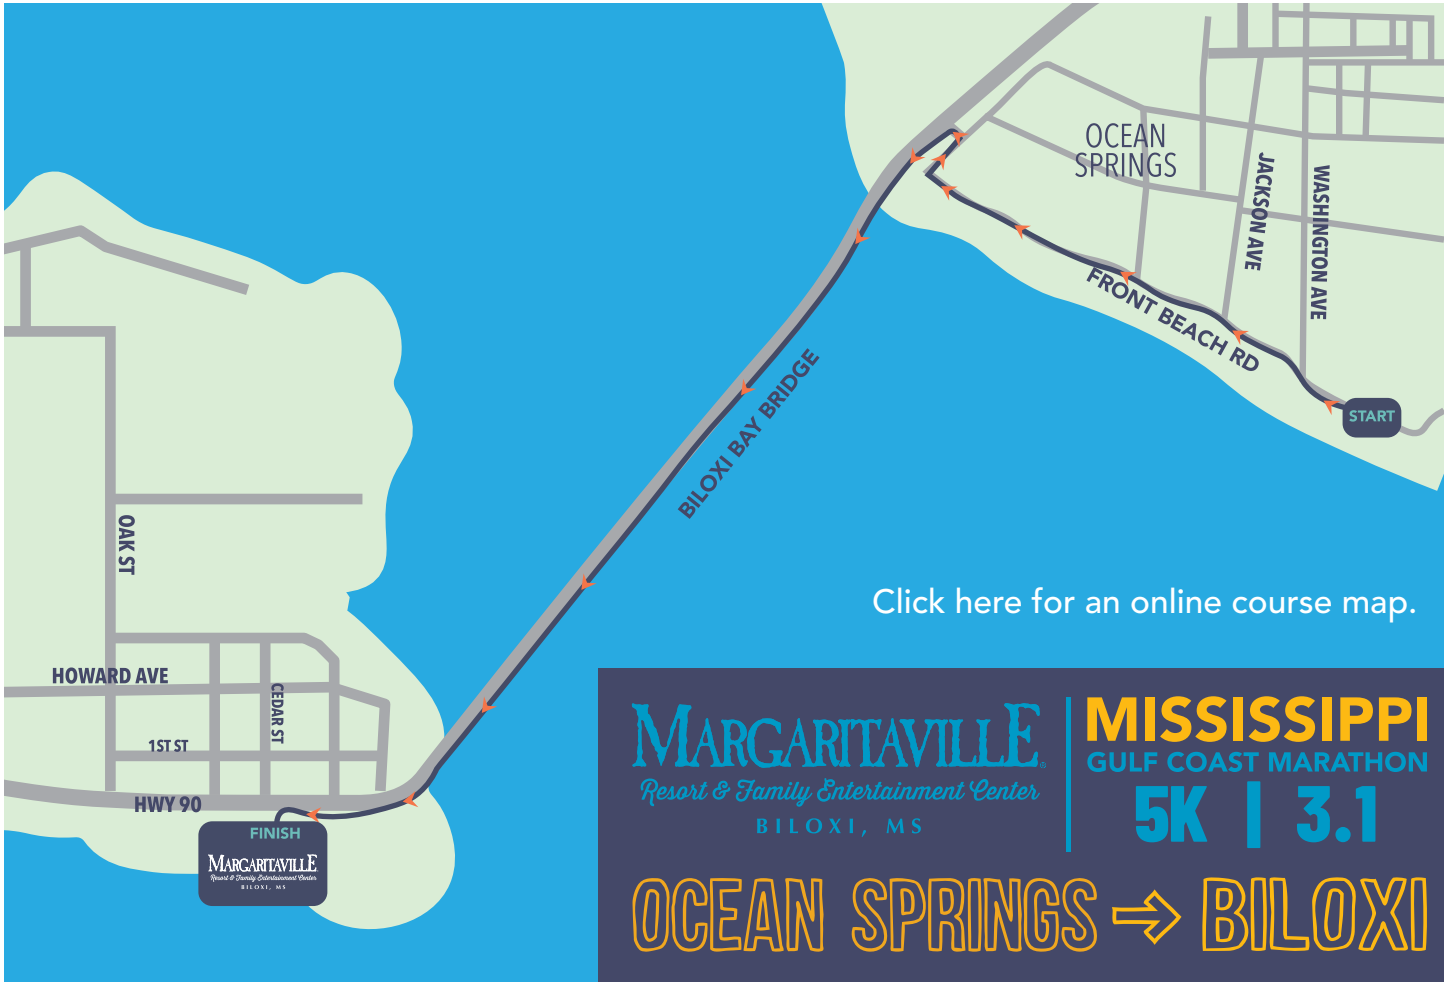 OCEAN
SPRINGS
JACKSON AVE
WASHINGTON AVE
FRONT BEACH RD
START
BILOXI BAY BRIDGE
OAK ST
HOWARD AVE
CEDAR ST
1ST ST
HWY 90
FINISH
MARGARITAVILLE
Resort & Family Entertainment Center
BILOXI, MS
Click here for an online course map.
MARGARITAVILLE®
Resort & Family Entertainment Center
BILOXI, MS
MISSISSIPPI
GULF COAST MARATHON
5K | 3.1
OCEAN SPRINGS → BILOXI